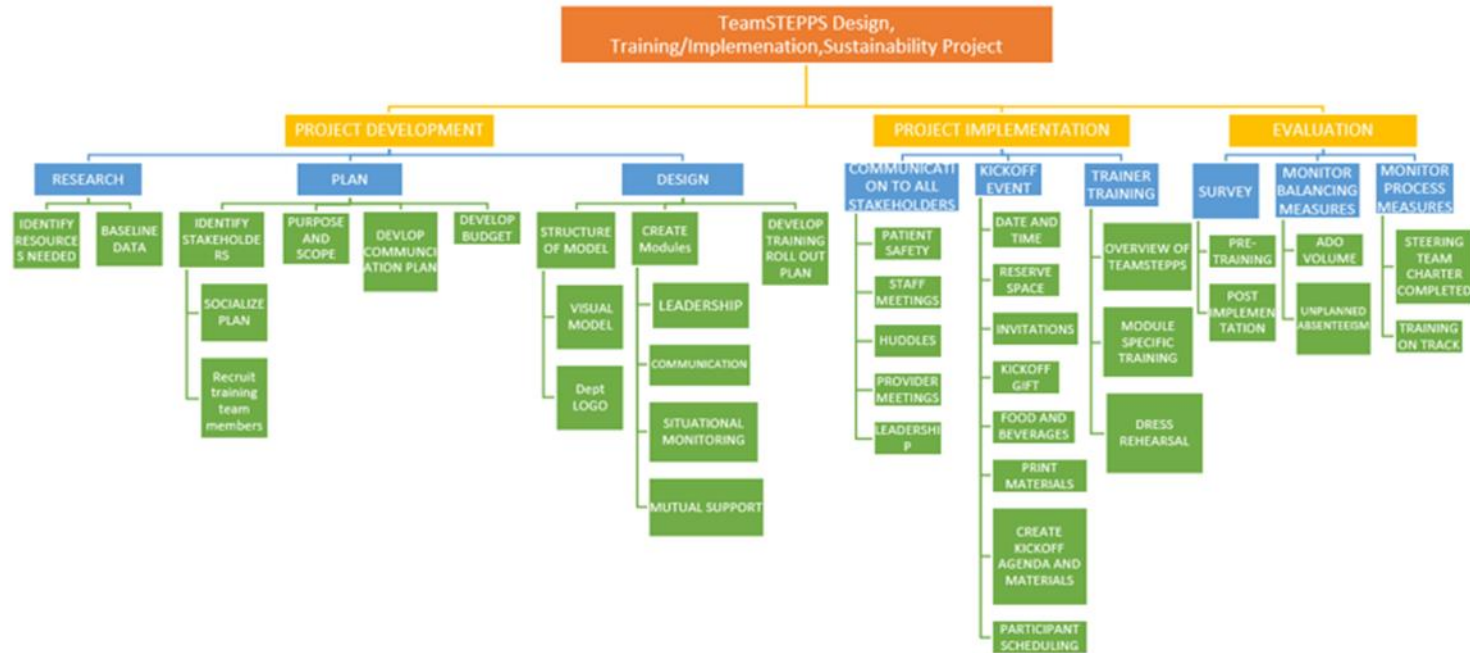 TeamSTEPPS Design,
Training/Implemenation,Sustainability Project
PROJECT DEVELOPMENT
PROJECT IMPLEMENTATION
EVALUATION
RESEARCH
PLAN
DESIGN
COMMUNICATI
ON TO ALL
STAKEHOLDERS
KICKOFF
EVENT
TRAINER
TRAINING
SURVEY
MONITOR
BALANCING
MEASURES
MONITOR
PROCESS
MEASURES
IDENTIFY
RESOURCE
S NEEDED
BASELINE
DATA
IDENTIFY
STAKEHOLDE
RS
SOCIALIZE
PLAN
Recruit
training
team
members
PURPOSE
AND
SCOPE
DEVLOP
COMMUNCI
ATION PLAN
DEVELOP
BUDGET
STRUCTURE
OF MODEL
VISUAL
MODEL
Dept
LOGO
CREATE
Modules
LEADERSHIP
COMMUNICATION
SITUATIONAL
MONITORING
MUTUAL SUPPORT
DEVELOP
TRAINING
ROLL OUT
PLAN
PATIENT
SAFETY
STAFF
MEETINGS
HUDDLES
PROVIDER
MEETINGS
LEADERSHI
P
DATE AND
TIME
RESERVE
SPACE
INVITATIONS
KICKOFF
GIFT
FOOD AND
BEVERAGES
PRINT
MATERIALS
CREATE
KICKOFF
AGENDA AND
MATERIALS
PARTICIPANT
SCHEDULING
OVERVIEW OF
TEAMSTEPPS
MODULE
SPECIFIC
TRAINING
DRESS
REHEARSAL
PRE-
TRAINING
POST
IMPLEMEN
TATION
ADO
VOLUME
UNPLANNED
ABSENTEEISM
STEERING
TEAM
CHARTER
COMPLETED
TRAINING
ON TRACK